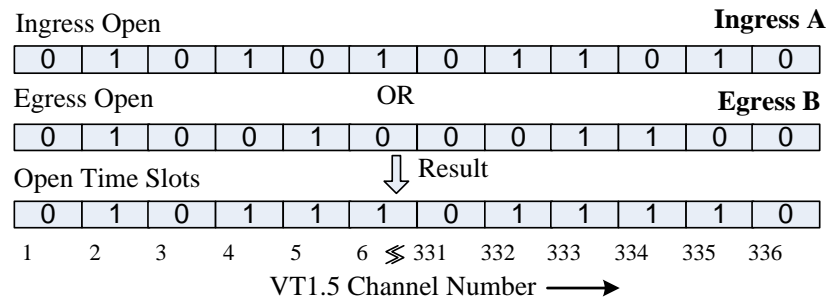 Ingress Open Ingress A
0 1 0 1 0 1 0 1 1 0 1 0
Egress Open OR Egress B
0 1 0 0 1 0 0 0 1 1 0 0
Result
Open Time Slots
0 1 0 1 1 1 0 1 1 1 1 0
1 2 3 4 5 6 331 332 333 334 335 336
VT1.5 Channel Number